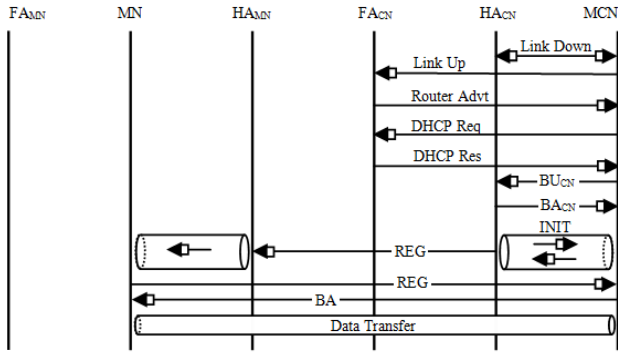 FAMN MN HAMN FACN HACN MCN
Link Down
Link Up
Router Advt
DHCP Req
DHCP Res
BUCN
BACN
INIT
REG
REG
BA
Data Transfer